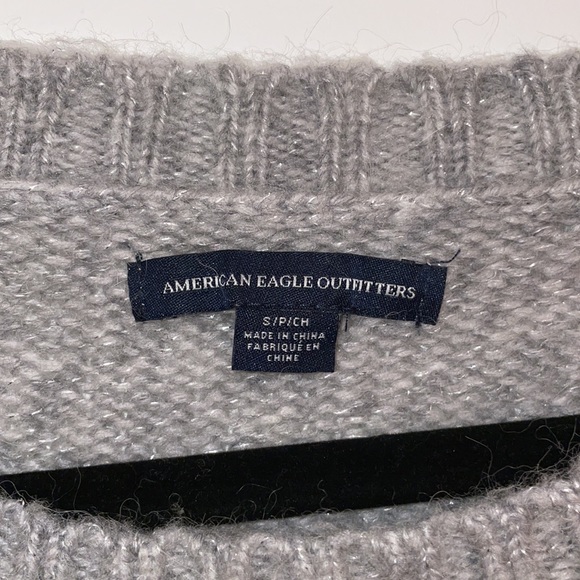 AMERICAN EAGLE OUTFITTERS
S/P/CH
MADE IN CHINA
FABRIQUÉ EN
CHINE